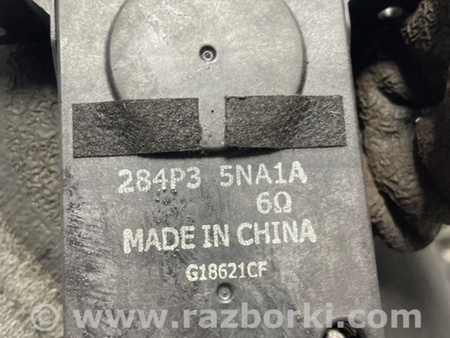 284P3 5NA1A
6Ω
MADE IN CHINA
G18621CF
www.razborki.com